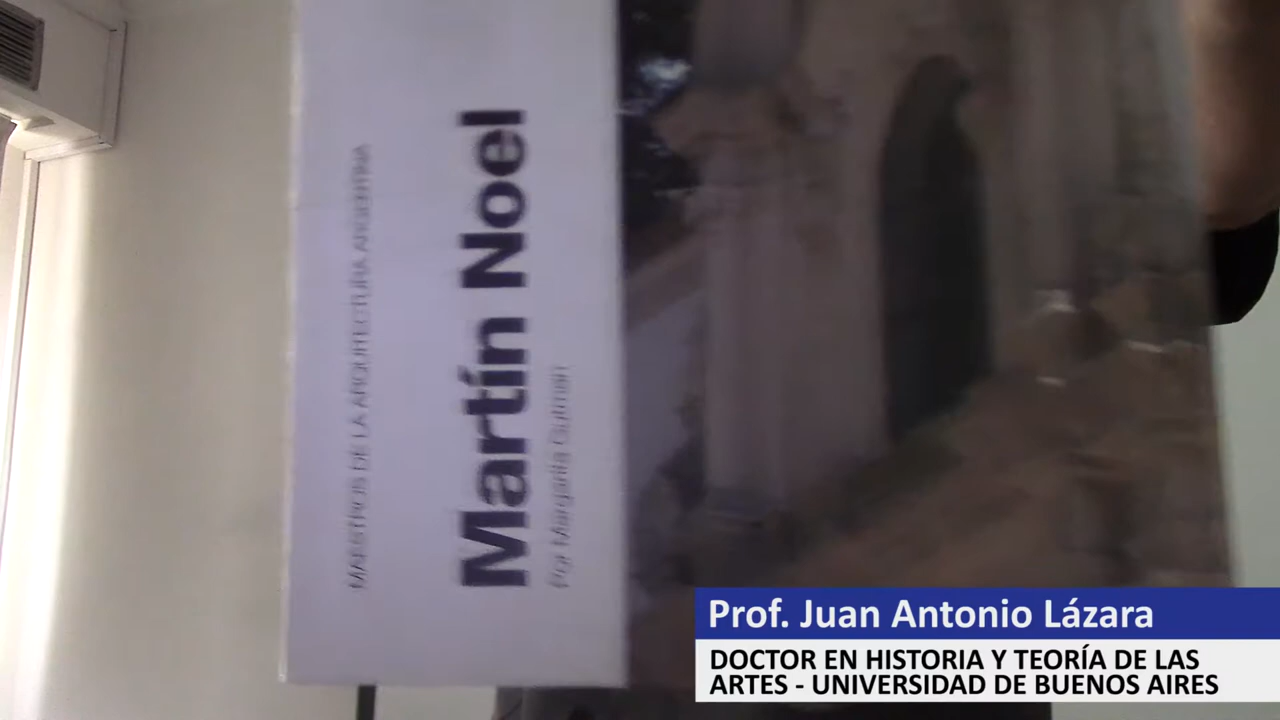 MAESTROS DE LA ARQUITECTURA ARGENTINA
Martín Noel
Por Margarita Gutman
Prof. Juan Antonio Lázara
DOCTOR EN HISTORIA Y TEORÍA DE LAS
ARTES - UNIVERSIDAD DE BUENOS AIRES